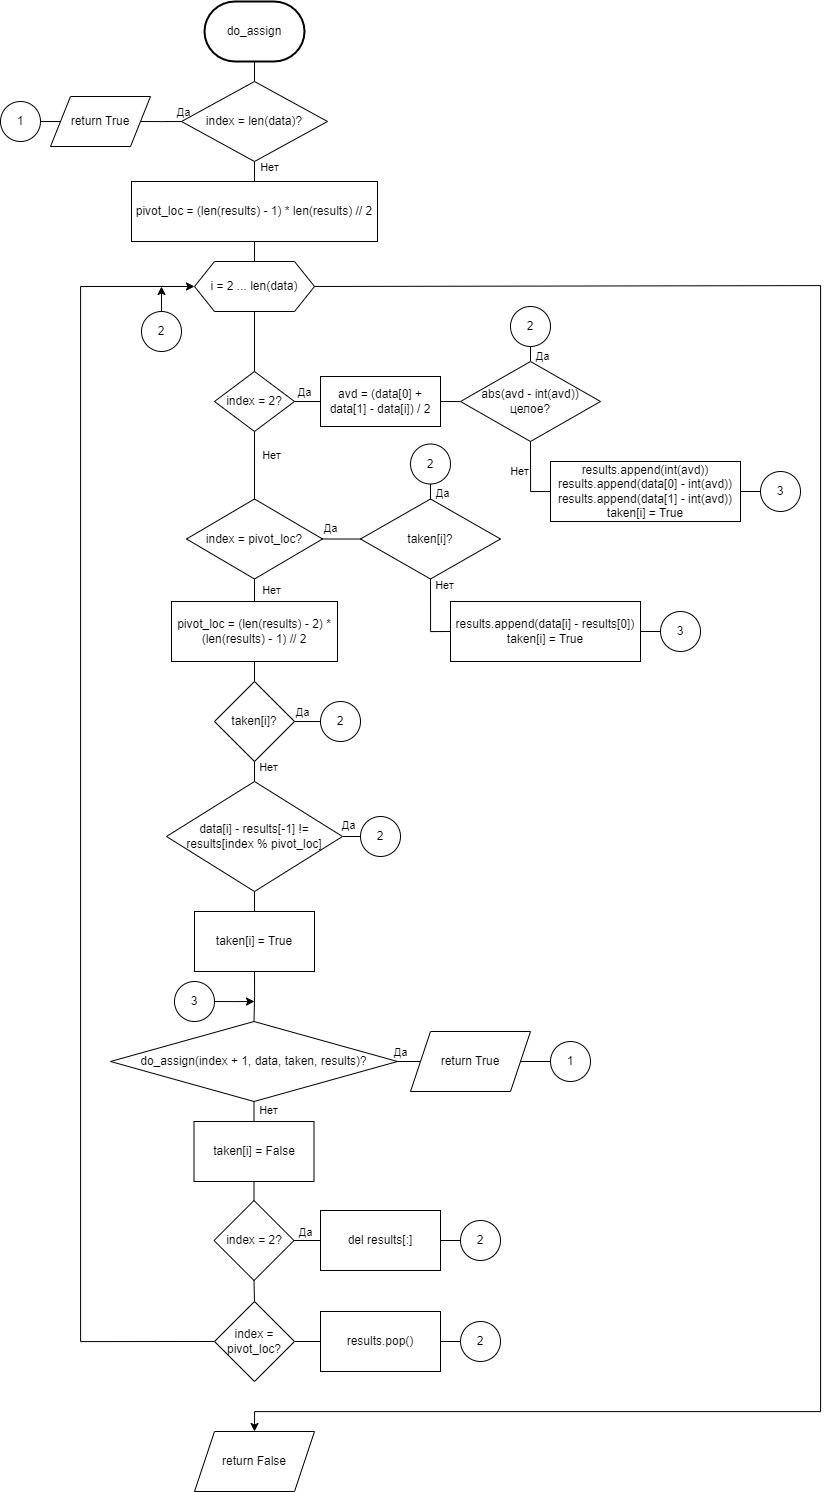 do_assign
Да
index = len(data)?
return True
1
Нет
pivot_loc = (len(results) - 1) * len(results) // 2
i = 2 ... len(data)
2
index = 2?
Да
avd = (data[0] +
data[1] - data[i]) / 2
2
Да
abs(avd - int(avd))
целое?
Нет
results.append(int(avd))
results.append(data[0] - int(avd))
results.append(data[1] - int(avd))
taken[i] = True
3
Нет
index = pivot_loc?
Да
2
Да
taken[i]?
Нет
results.append(data[i] - results[0])
taken[i] = True
3
Нет
pivot_loc = (len(results) - 2) *
(len(results) - 1) // 2
taken[i]?
Да
2
Нет
data[i] - results[-1] !=
results[index % pivot_loc]
Да
2
taken[i] = True
3
do_assign(index + 1, data, taken, results)?
Да
return True
1
Нет
taken[i] = False
index = 2?
Да
del results[:]
2
index =
pivot_loc?
results.pop()
2
return False